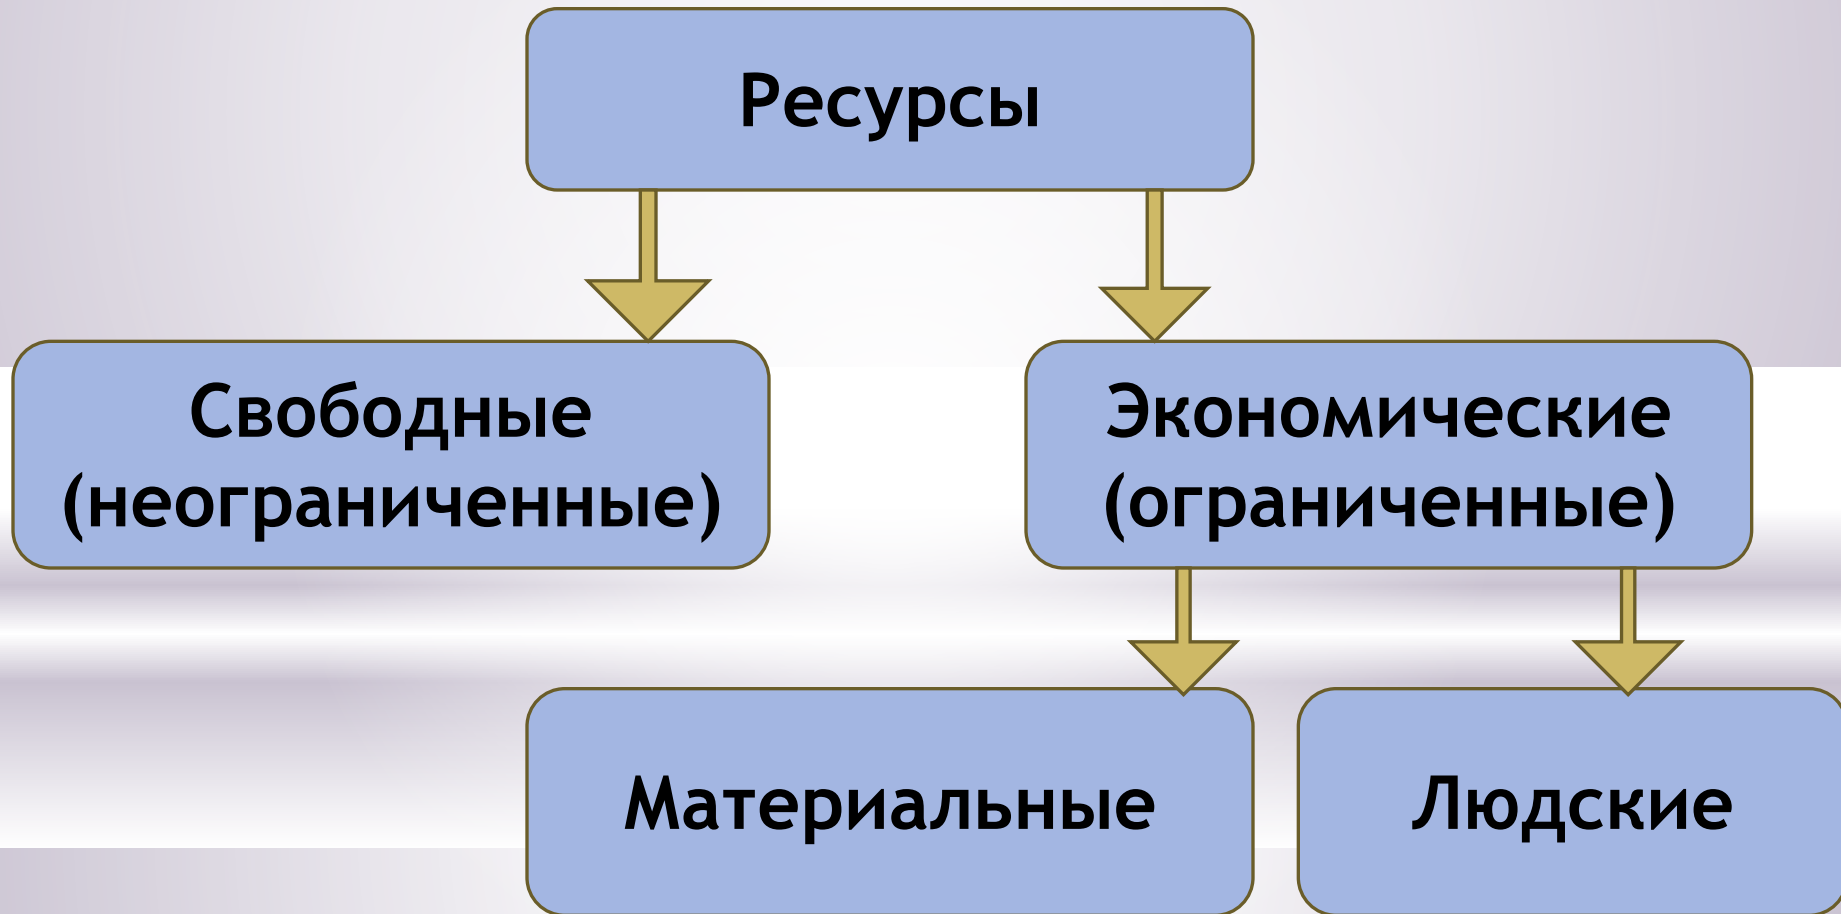 Ресурсы
Свободные
(неограниченные)
Экономические
(ограниченные)
Материальные
Людские